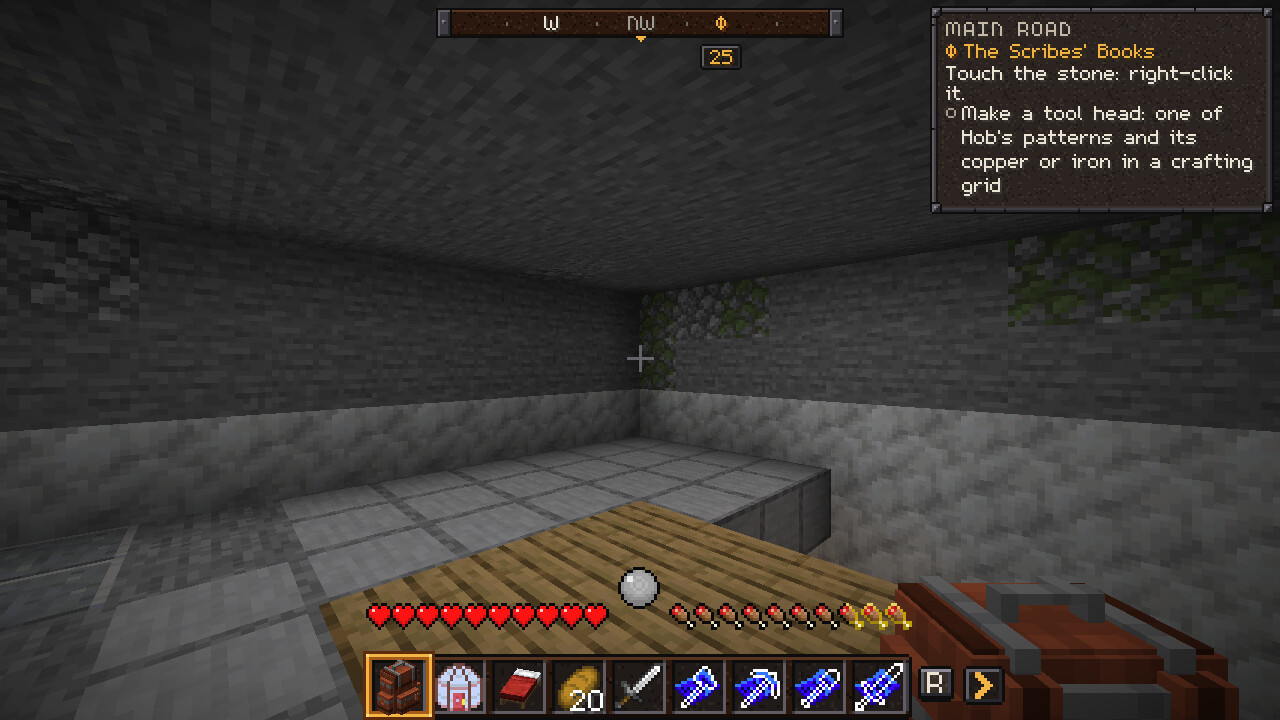 W NW
25
MAIN ROAD
The Scribes' Books
Touch the stone: right-click
it.
Make a tool head: one of
Hob's patterns and its
copper or iron in a crafting
grid
20
R